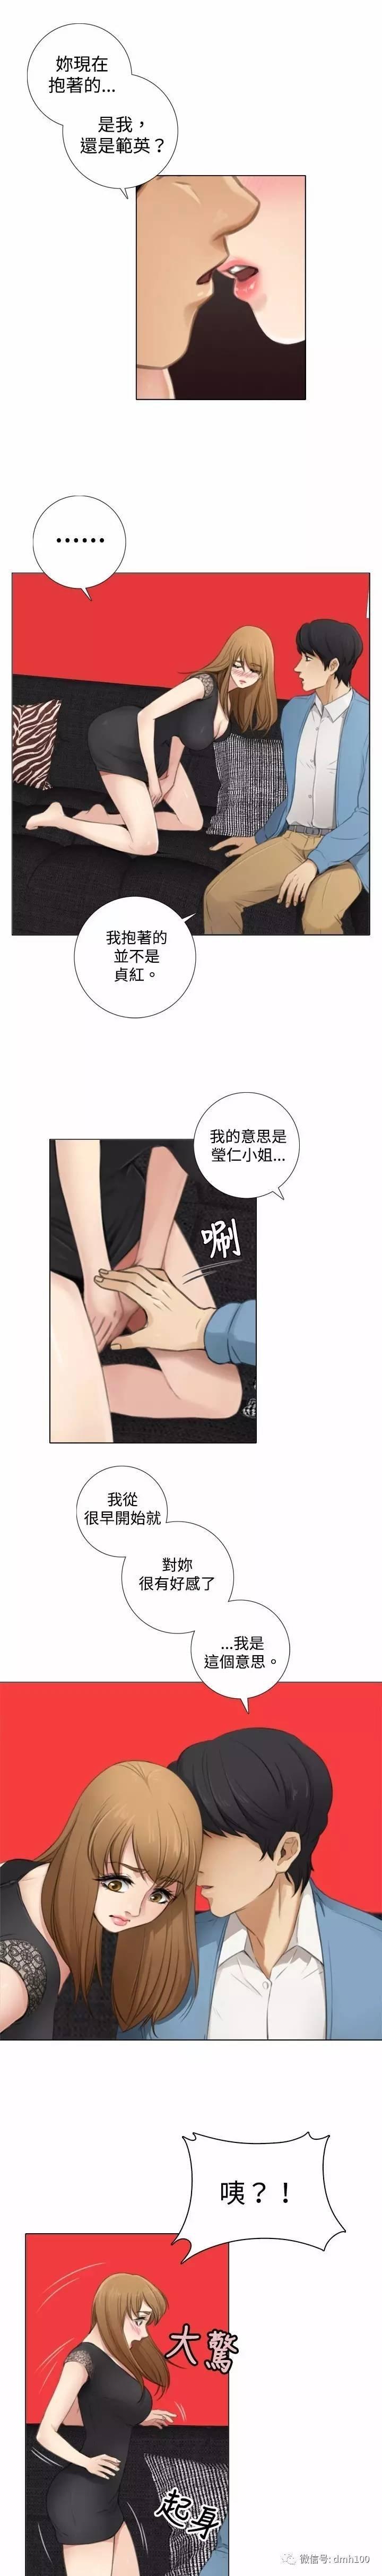 妳現在
抱著的...
是我，
還是範英？
......
我抱著的
並不是
貞紅。
我的意思是
瑩仁小姐...
唰
我從
很早開始就
對妳
很有好感了
...我是
這個意思。
咦？！
大驚
起身
微信号: dmh100